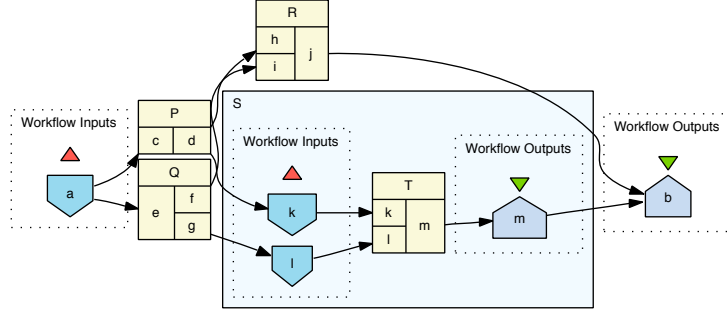 R
h
i
j
S
P
c
d
Q
e
f
g
Workflow Inputs
a
Workflow Inputs
k
l
T
k
l
m
Workflow Outputs
m
Workflow Outputs
b